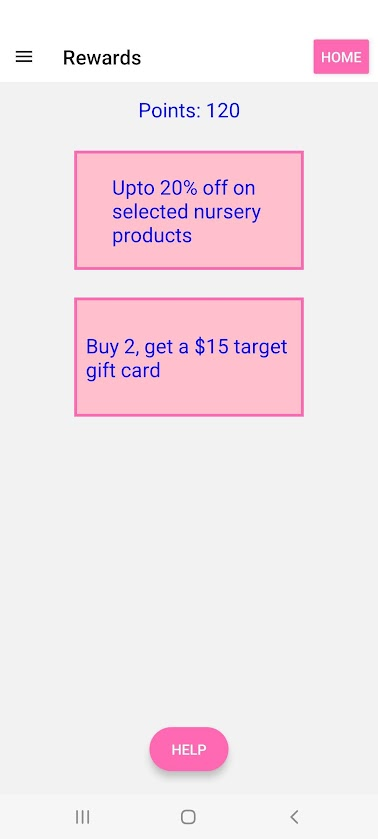 Rewards
HOME
Points: 120
Upto 20% off on
selected nursery
products
Buy 2, get a $15 target
gift card
HELP